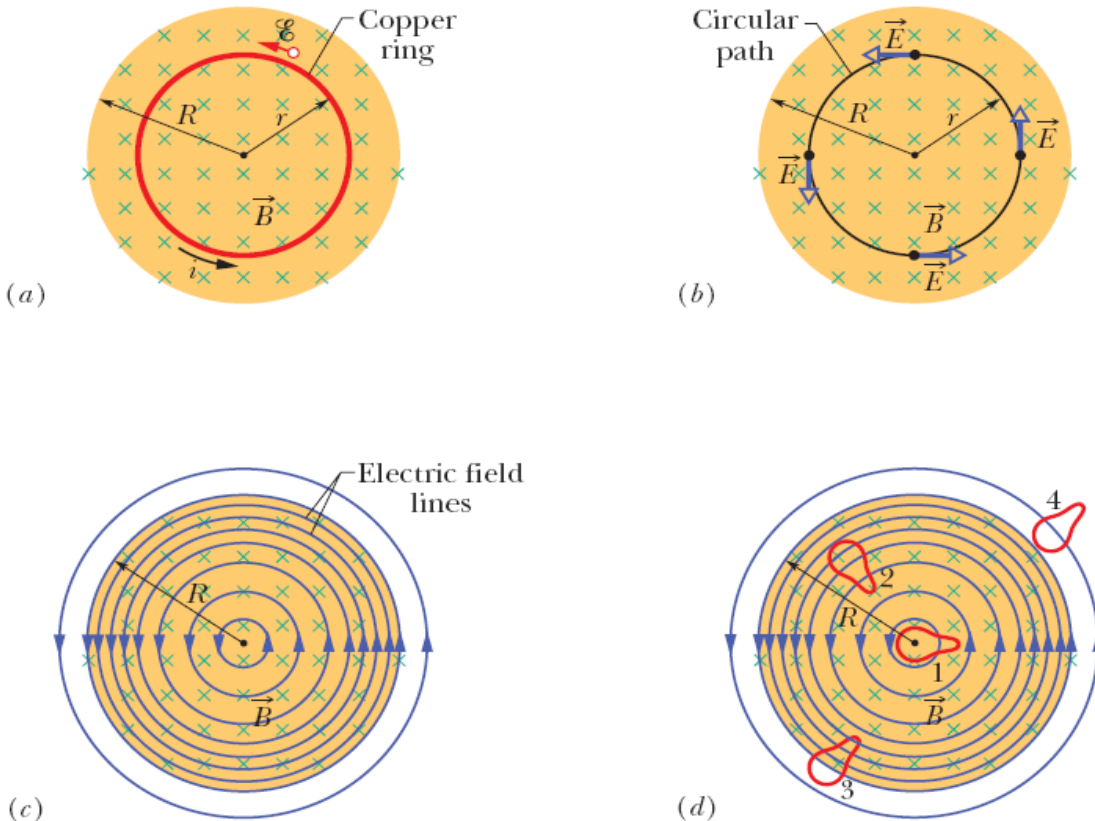 ℰ
Copper
ring
R
r
B⃗
i
(a)
Circular
path
E⃗
R
r
E⃗
E⃗
B⃗
E⃗
(b)
Electric field
lines
R
B⃗
(c)
4
2
R
1
B⃗
3
(d)